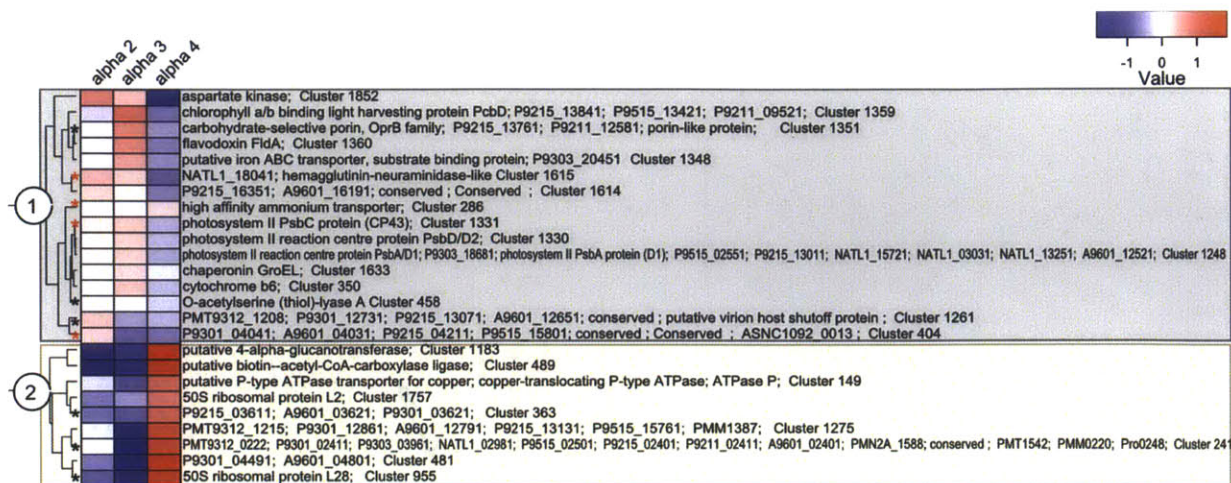 alpha 2
alpha 3
alpha 4
-1 0 1
Value
aspartate kinase; Cluster 1852
chlorophyll a/b binding light harvesting protein PcbD; P9215_13841; P9515_13421; P9211_09521; Cluster 1359
carbohydrate-selective porin, OprB family; P9215_13761; P9211_12581; porin-like protein; Cluster 1351
flavodoxin FldA; Cluster 1360
putative iron ABC transporter, substrate binding protein; P9303_20451 Cluster 1348
NATL1_18041; hemagglutinin-neuraminidase-like Cluster 1615
P9215_16351; A9601_16191; conserved ; Conserved ; Cluster 1614
high affinity ammonium transporter; Cluster 286
1
photosystem II PsbC protein (CP43); Cluster 1331
photosystem II reaction centre protein PsbD/D2; Cluster 1330
photosystem II reaction centre protein PsbA/D1; P9303_18681; photosystem II PsbA protein (D1); P9515_02551; P9215_13011; NATL1_15721; NATL1_03031; NATL1_13251; A9601_12521; Cluster 1248
chaperonin GroEL; Cluster 1633
cytochrome b6; Cluster 350
O-acetylserine (thiol)-lyase A Cluster 458
PMT9312_1208; P9301_12731; P9215_13071; A9601_12651; conserved ; putative virion host shutoff protein ; Cluster 1261
P9301_04041; A9601_04031; P9215_04211; P9515_15801; conserved ; Conserved ; ASNC1092_0013 ; Cluster 404
putative 4-alpha-glucanotransferase; Cluster 1183
putative biotin--acetyl-CoA-carboxylase ligase; Cluster 489
putative P-type ATPase transporter for copper; copper-translocating P-type ATPase; ATPase P; Cluster 149
2
50S ribosomal protein L2; Cluster 1757
P9215_03611; A9601_03621; P9301_03621; Cluster 363
PMT9312_1215; P9301_12861; A9601_12791; P9215_13131; P9515_15761; PMM1387; Cluster 1275
PMT9312_0222; P9301_02411; P9303_03961; NATL1_02981; P9515_02501; P9215_02401; P9211_02411; A9601_02401; PMN2A_1588; conserved ; PMT1542; PMM0220; Pro0248; Cluster 241
P9301_04491; A9601_04801; Cluster 481
50S ribosomal protein L28; Cluster 955